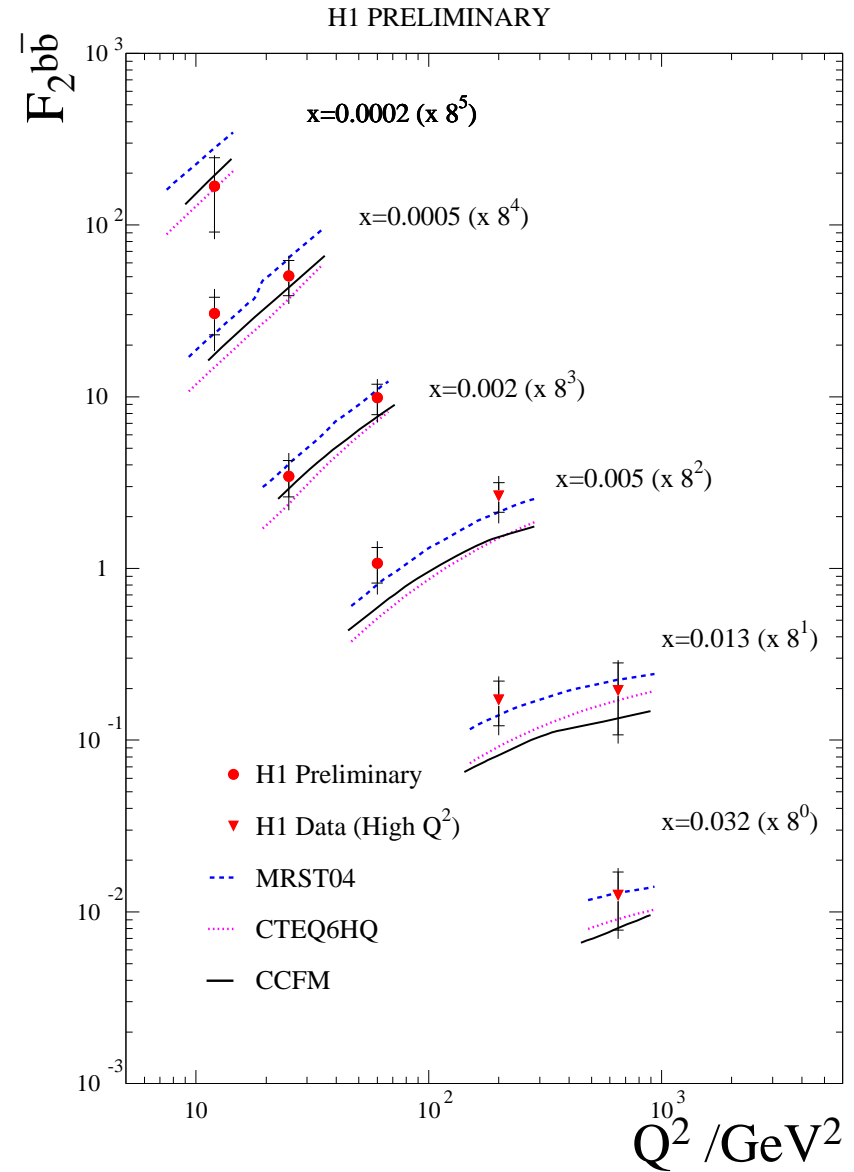 H1 PRELIMINARY
F₂ᵇᵇ̄
10³
x=0.0002 (x 8⁵)
10²
x=0.0005 (x 8⁴)
10
x=0.002 (x 8³)
x=0.005 (x 8²)
1
x=0.013 (x 8¹)
10⁻¹
H1 Preliminary
H1 Data (High Q²)
x=0.032 (x 8⁰)
MRST04
10⁻²
CTEQ6HQ
CCFM
10⁻³
10 10² 10³
Q² /GeV²